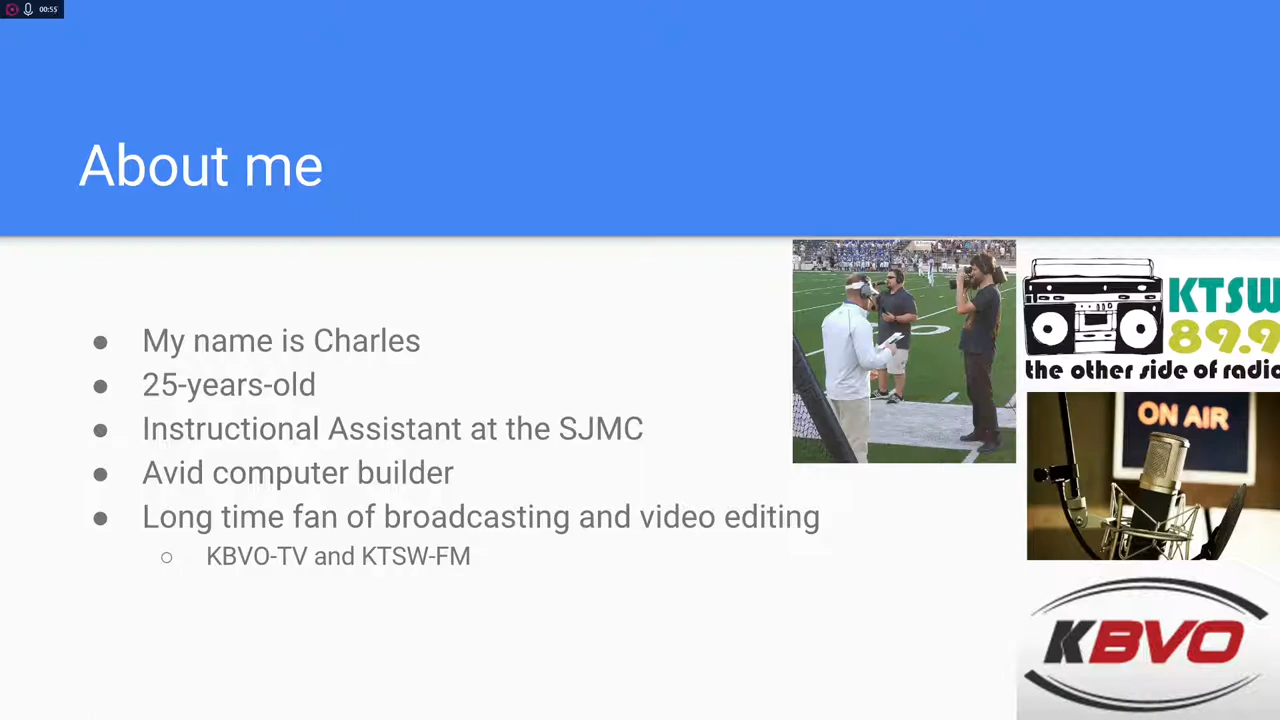 00:55
About me
My name is Charles
25-years-old
Instructional Assistant at the SJMC
Avid computer builder
Long time fan of broadcasting and video editing
KBVO-TV and KTSW-FM
KTSW
89.9
the other side of radio
ON AIR
KBVO